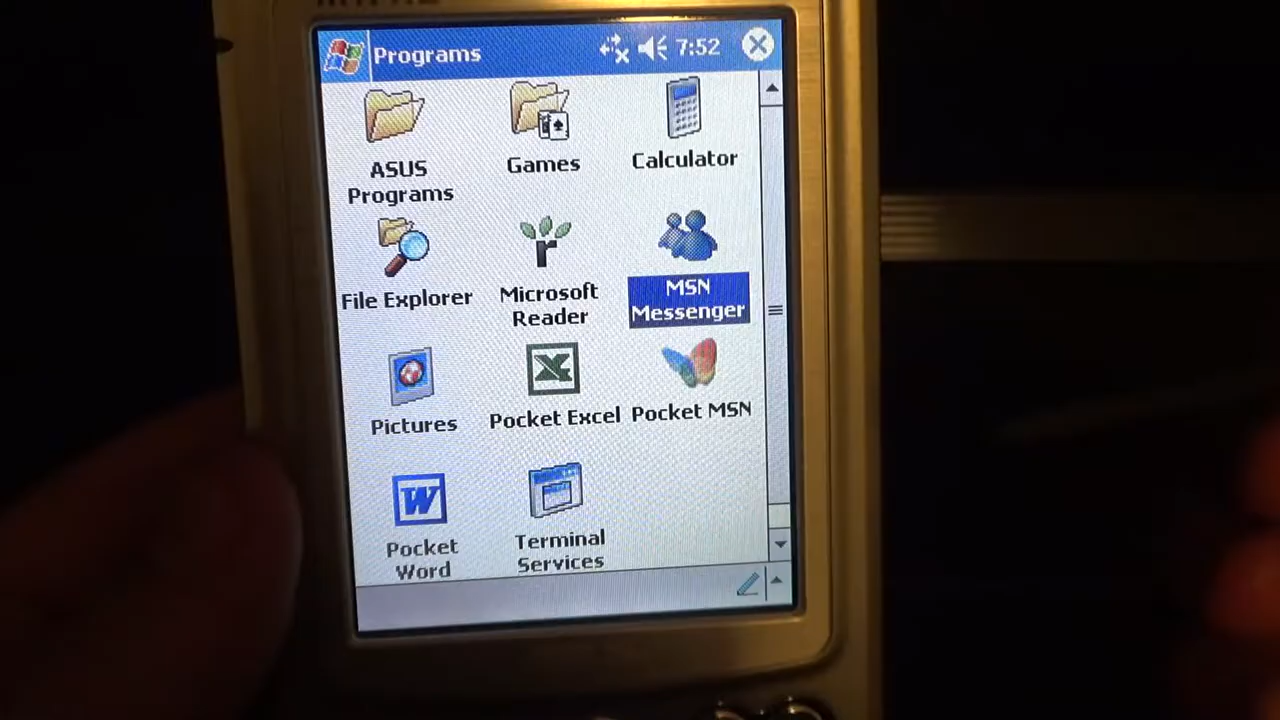 Programs 7:52
ASUS
Programs
Games
Calculator
File Explorer
Microsoft
Reader
MSN
Messenger
Pictures
Pocket Excel
Pocket MSN
Pocket
Word
Terminal
Services